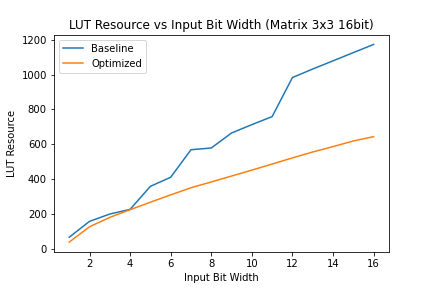 LUT Resource vs Input Bit Width (Matrix 3x3 16bit)
Baseline
Optimized
LUT Resource
1200
1000
800
600
400
200
0
2 4 6 8 10 12 14 16
Input Bit Width